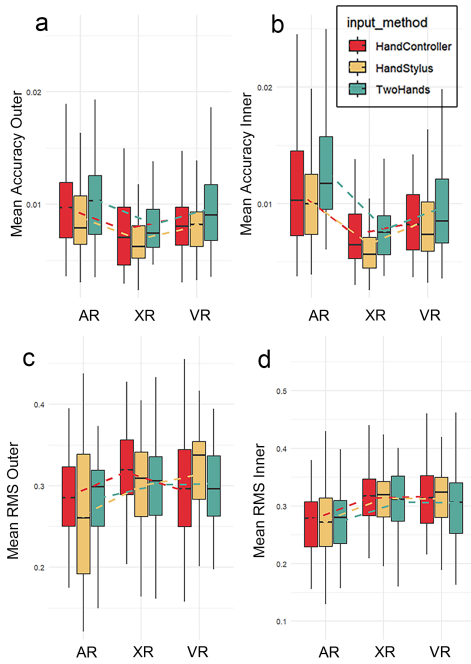 a
b
input_method
HandController
HandStylus
TwoHands
Mean Accuracy Outer
0.02
0.01
AR XR VR
Mean Accuracy Inner
0.02
0.01
AR XR VR
c
d
Mean RMS Outer
0.4
0.3
0.2
AR XR VR
Mean RMS Inner
0.5
0.4
0.3
0.2
0.1
AR XR VR